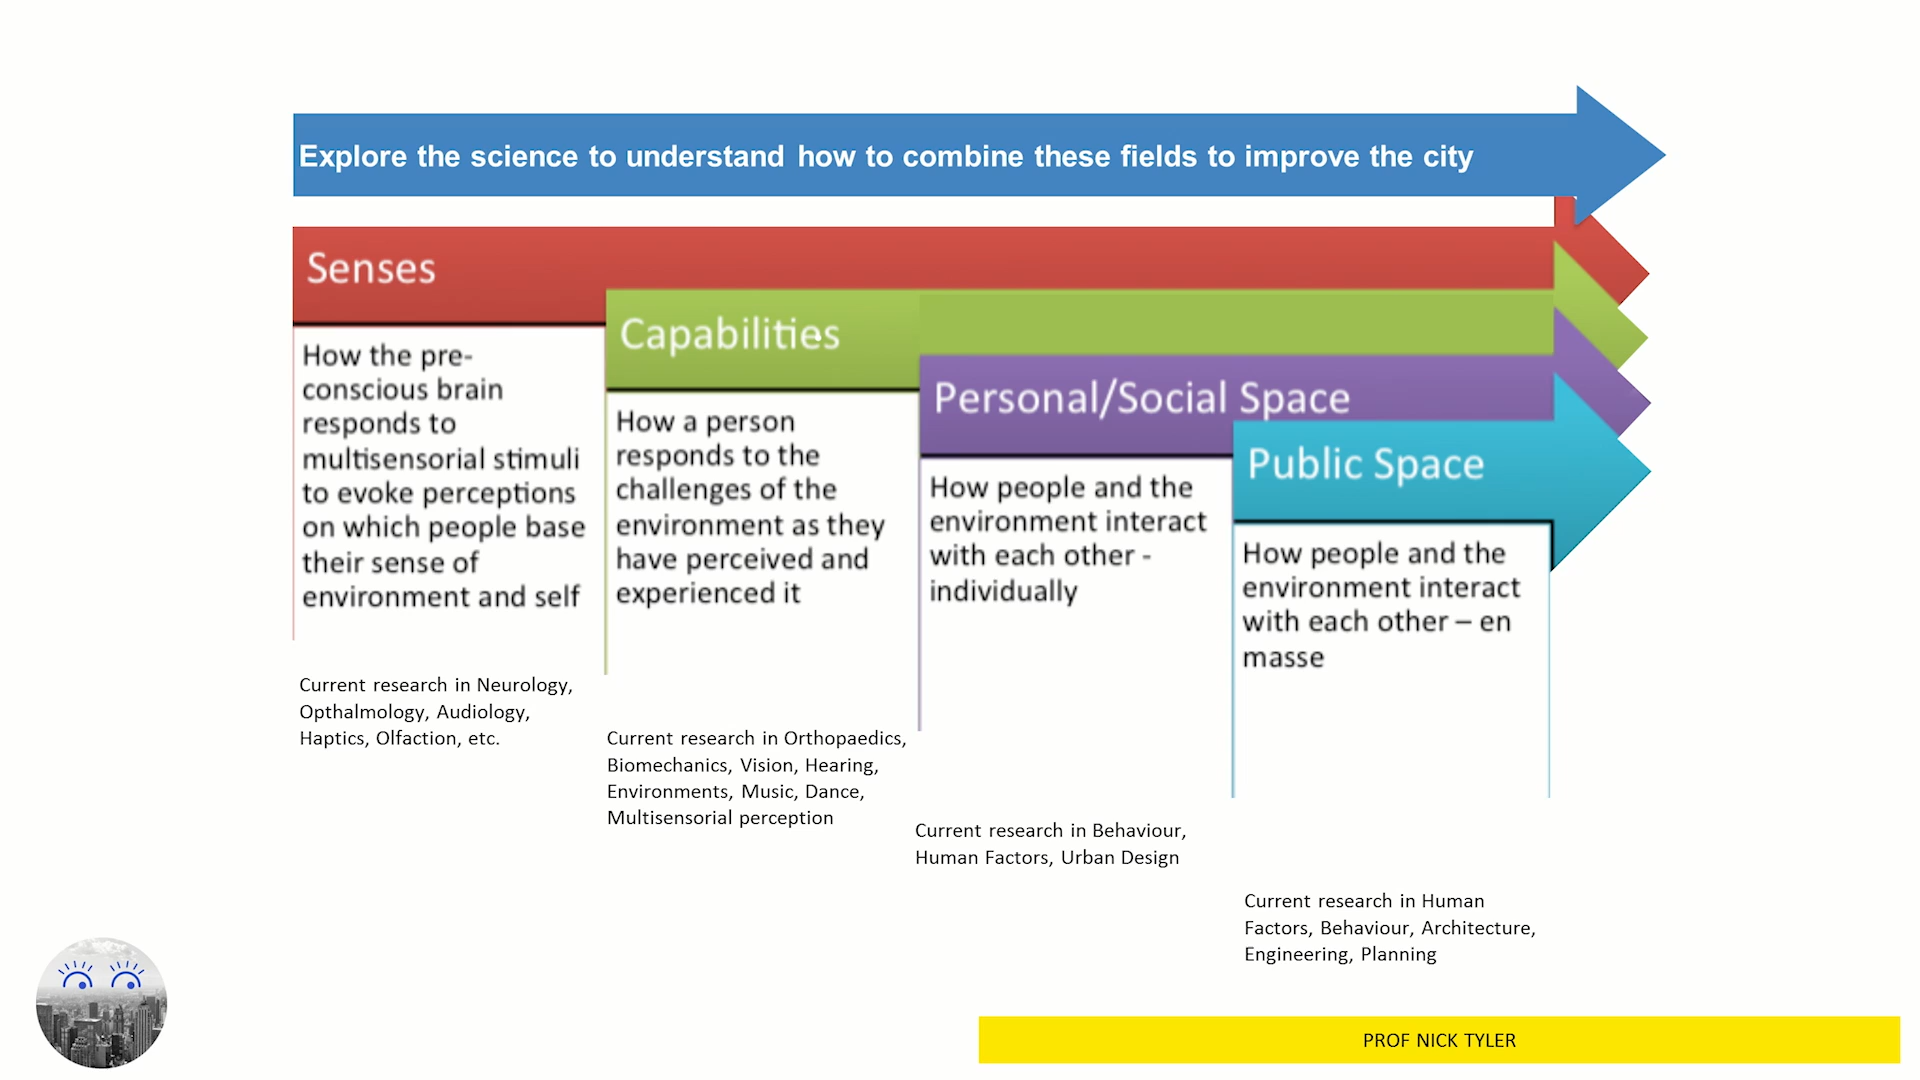 Explore the science to understand how to combine these fields to improve the city
Senses
How the pre-
conscious brain
responds to
multisensorial stimuli
to evoke perceptions
on which people base
their sense of
environment and self
Current research in Neurology,
Opthalmology, Audiology,
Haptics, Olfaction, etc.
Capabilities
How a person
responds to the
challenges of the
environment as they
have perceived and
experienced it
Current research in Orthopaedics,
Biomechanics, Vision, Hearing,
Environments, Music, Dance,
Multisensorial perception
Personal/Social Space
How people and the
environment interact
with each other -
individually
Current research in Behaviour,
Human Factors, Urban Design
Public Space
How people and the
environment interact
with each other – en
masse
Current research in Human
Factors, Behaviour, Architecture,
Engineering, Planning
PROF NICK TYLER